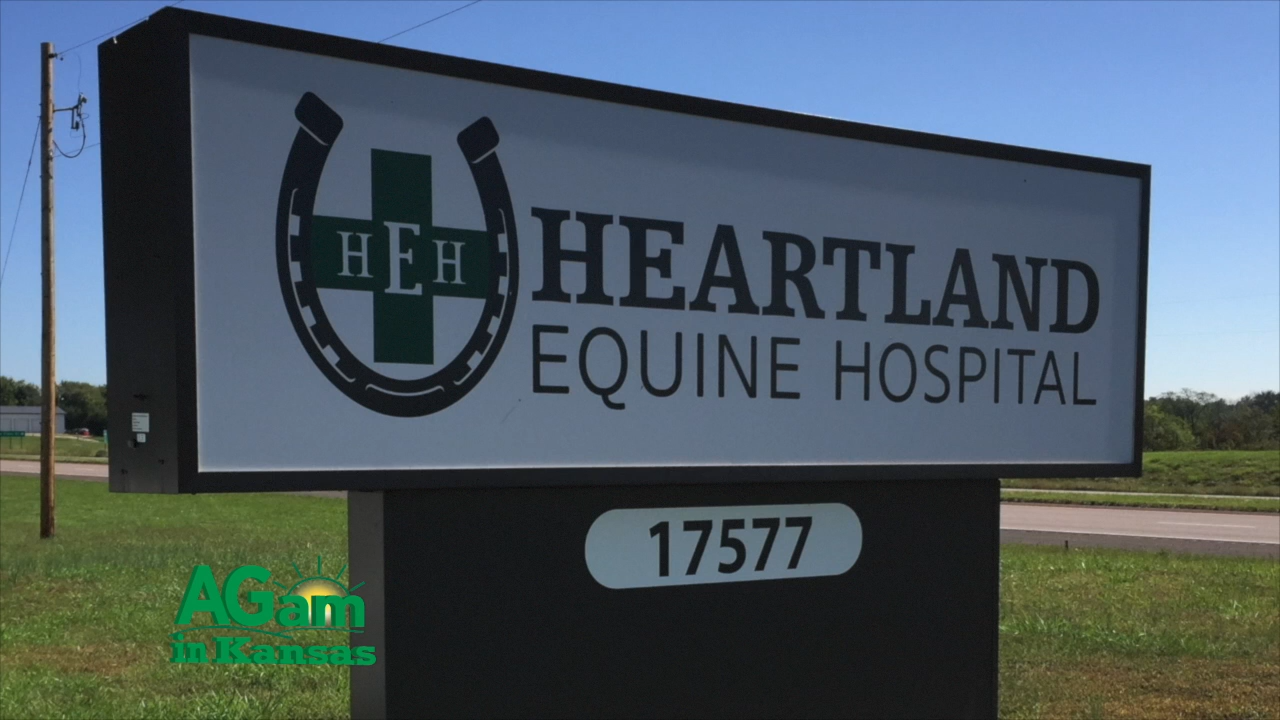 HEH
HEARTLAND
EQUINE HOSPITAL
17577
AGam
in Kansas